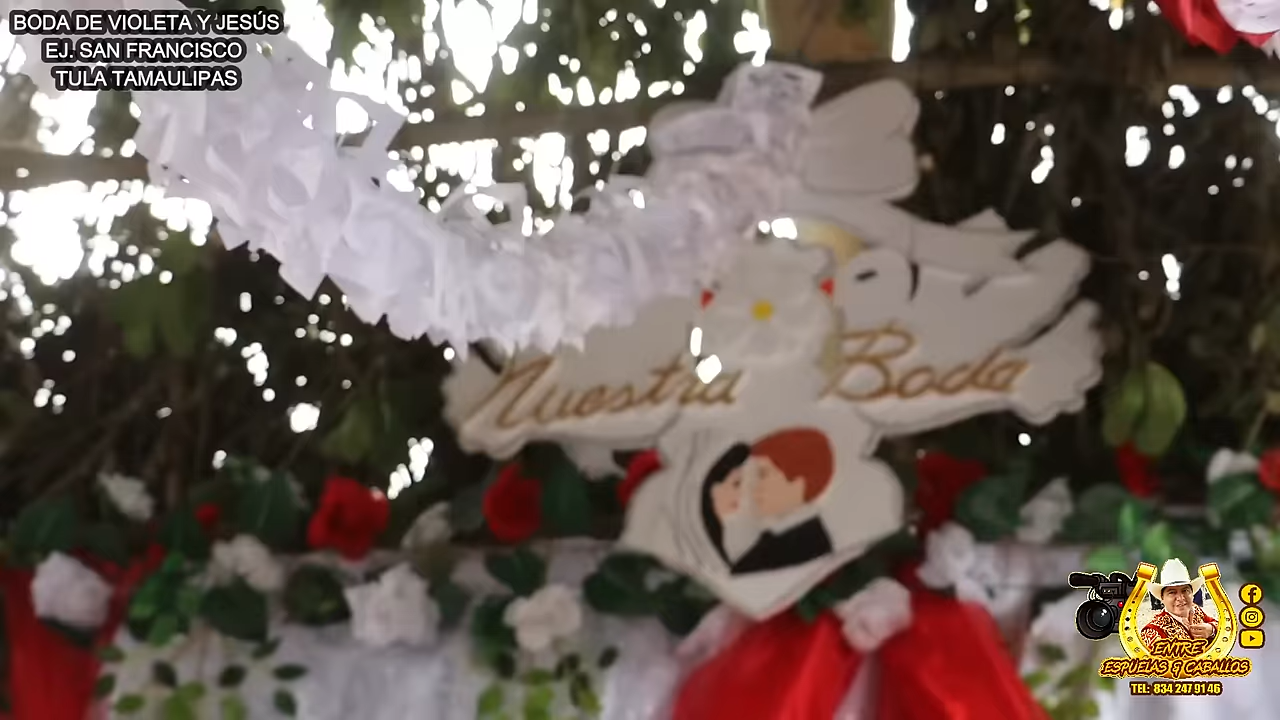 BODA DE VIOLETA Y JESÚS
EJ. SAN FRANCISCO
TULA TAMAULIPAS
Nuestra Boda
ENTRE
ESPUELAS Y CABALLOS
TEL: 834 247 91 46